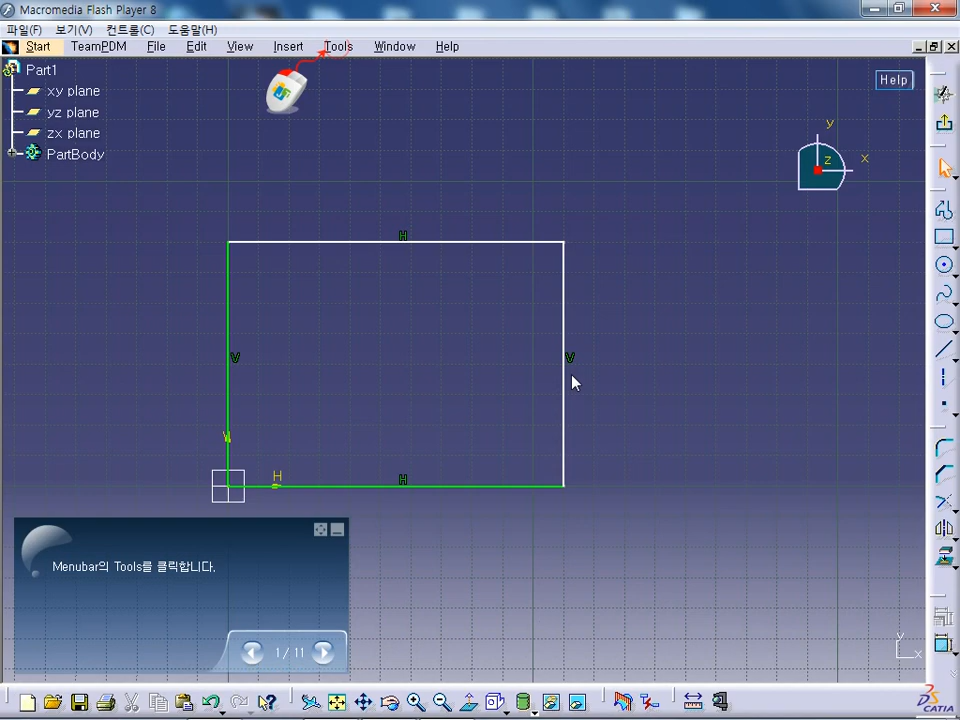 Macromedia Flash Player 8
파일(F) 보기(V) 컨트롤(C) 도움말(H)
Start TeamPDM File Edit View Insert Tools Window Help
Part1
xy plane
yz plane
zx plane
PartBody
Help
y
z x
H
V V
V
H H
Menubar의 Tools를 클릭합니다.
1 / 11
y
x
CATIA